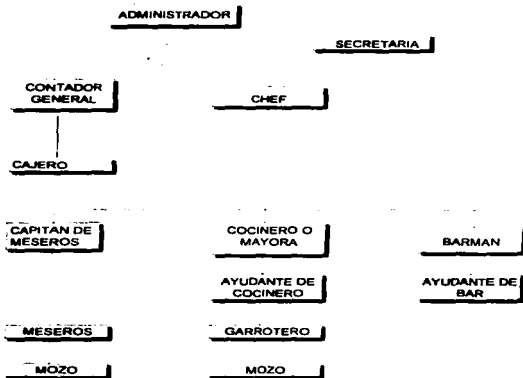 ADMINISTRADOR
SECRETARIA
CONTADOR
GENERAL
CHEF
CAJERO
CAPITAN DE
MESEROS
COCINERO O
MAYORA
BARMAN
AYUDANTE DE
COCINERO
AYUDANTE DE
BAR
MESEROS
GARROTERO
MOZO
MOZO